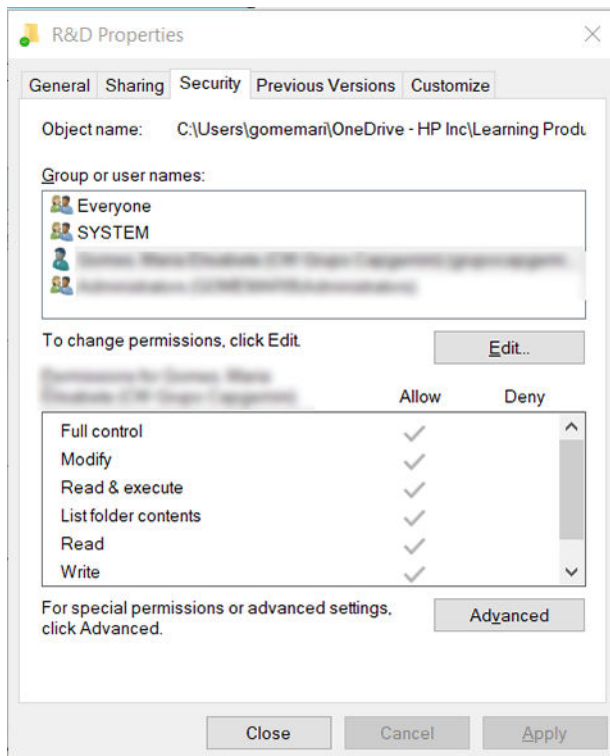 R&D Properties
General Sharing Security Previous Versions Customize
Object name: C:\Users\gomemari\OneDrive - HP Inc\Learning Produ
Group or user names:
Everyone
SYSTEM
To change permissions, click Edit.
Edit...
Allow Deny
Full control
Modify
Read & execute
List folder contents
Read
Write
For special permissions or advanced settings,
click Advanced.
Advanced
Close Cancel Apply